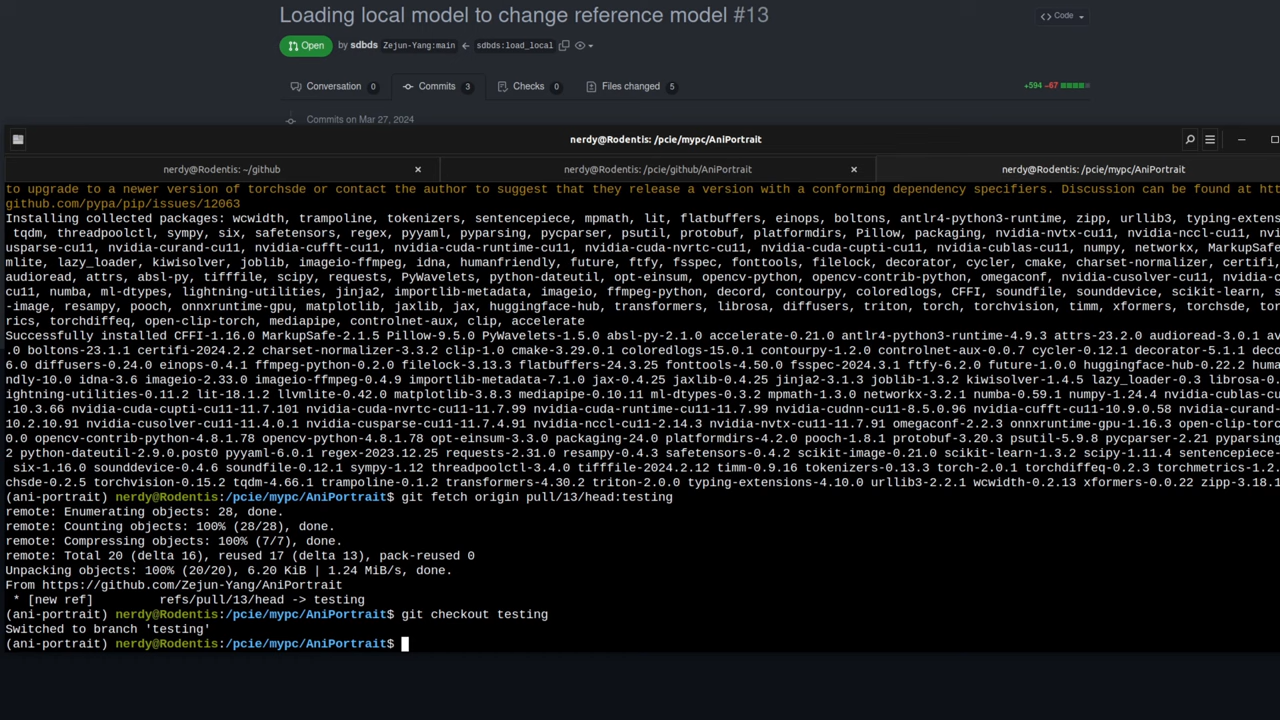 Loading local model to change reference model #13
Code
Open by sdbds Zejun-Yang:main ← sdbds:load_local
Conversation 0 Commits 3 Checks 0 Files changed 5 +594 −67
Commits on Mar 27, 2024
nerdy@Rodentis: /pcie/mypc/AniPortrait
nerdy@Rodentis: ~/github nerdy@Rodentis: /pcie/github/AniPortrait nerdy@Rodentis: /pcie/mypc/AniPortrait
to upgrade to a newer version of torchsde or contact the author to suggest that they release a version with a conforming dependency specifiers. Discussion can be found at htt
github.com/pypa/pip/issues/12063
Installing collected packages: wcwidth, trampoline, tokenizers, sentencepiece, mpmath, lit, flatbuffers, einops, boltons, antlr4-python3-runtime, zipp, urllib3, typing-extens
tqdm, threadpoolctl, sympy, six, safetensors, regex, pyyaml, pyparsing, pycparser, psutil, protobuf, platformdirs, Pillow, packaging, nvidia-nvtx-cu11, nvidia-nccl-cu11, nvid
usparse-cu11, nvidia-curand-cu11, nvidia-cufft-cu11, nvidia-cuda-runtime-cu11, nvidia-cuda-nvrtc-cu11, nvidia-cuda-cupti-cu11, nvidia-cublas-cu11, numpy, networkx, MarkupSafe
mlite, lazy_loader, kiwisolver, joblib, imageio-ffmpeg, idna, humanfriendly, future, ftfy, fsspec, fonttools, filelock, decorator, cycler, cmake, charset-normalizer, certifi,
audioread, attrs, absl-py, tifffile, scipy, requests, PyWavelets, python-dateutil, opt-einsum, opencv-python, opencv-contrib-python, omegaconf, nvidia-cusolver-cu11, nvidia-c
cu11, numba, ml-dtypes, lightning-utilities, jinja2, importlib-metadata, imageio, ffmpeg-python, decord, contourpy, coloredlogs, CFFI, soundfile, sounddevice, scikit-learn, s
-image, resampy, pooch, onnxruntime-gpu, matplotlib, jaxlib, jax, huggingface-hub, transformers, librosa, diffusers, triton, torch, torchvision, timm, xformers, torchsde, tor
rics, torchdiffeq, open-clip-torch, mediapipe, controlnet-aux, clip, accelerate
Successfully installed CFFI-1.16.0 MarkupSafe-2.1.5 Pillow-9.5.0 PyWavelets-1.5.0 absl-py-2.1.0 accelerate-0.21.0 antlr4-python3-runtime-4.9.3 attrs-23.2.0 audioread-3.0.1 av
.0 boltons-23.1.1 certifi-2024.2.2 charset-normalizer-3.3.2 clip-1.0 cmake-3.29.0.1 coloredlogs-15.0.1 contourpy-1.2.0 controlnet-aux-0.0.7 cycler-0.12.1 decorator-5.1.1 dec
6.0 diffusers-0.24.0 einops-0.4.1 ffmpeg-python-0.2.0 filelock-3.13.3 flatbuffers-24.3.25 fonttools-4.50.0 fsspec-2024.3.1 ftfy-6.2.0 future-1.0.0 huggingface-hub-0.22.2 huma
ndly-10.0 idna-3.6 imageio-2.33.0 imageio-ffmpeg-0.4.9 importlib-metadata-7.1.0 jax-0.4.25 jaxlib-0.4.25 jinja2-3.1.3 joblib-1.3.2 kiwisolver-1.4.5 lazy_loader-0.3 librosa-0.
ightning-utilities-0.11.2 lit-18.1.2 llvmlite-0.42.0 matplotlib-3.8.3 mediapipe-0.10.11 ml-dtypes-0.3.2 mpmath-1.3.0 networkx-3.2.1 numba-0.59.1 numpy-1.24.4 nvidia-cublas-cu
.10.3.66 nvidia-cuda-cupti-cu11-11.7.101 nvidia-cuda-nvrtc-cu11-11.7.99 nvidia-cuda-runtime-cu11-11.7.99 nvidia-cudnn-cu11-8.5.0.96 nvidia-cufft-cu11-10.9.0.58 nvidia-curand-
10.2.10.91 nvidia-cusolver-cu11-11.4.0.1 nvidia-cusparse-cu11-11.7.4.91 nvidia-nccl-cu11-2.14.3 nvidia-nvtx-cu11-11.7.91 omegaconf-2.2.3 onnxruntime-gpu-1.16.3 open-clip-torc
0.0 opencv-contrib-python-4.8.1.78 opencv-python-4.8.1.78 opt-einsum-3.3.0 packaging-24.0 platformdirs-4.2.0 pooch-1.8.1 protobuf-3.20.3 psutil-5.9.8 pycparser-2.21 pyparsing
2 python-dateutil-2.9.0.post0 pyyaml-6.0.1 regex-2023.12.25 requests-2.31.0 resampy-0.4.3 safetensors-0.4.2 scikit-image-0.21.0 scikit-learn-1.3.2 scipy-1.11.4 sentencepiece-
six-1.16.0 sounddevice-0.4.6 soundfile-0.12.1 sympy-1.12 threadpoolctl-3.4.0 tifffile-2024.2.12 timm-0.9.16 tokenizers-0.13.3 torch-2.0.1 torchdiffeq-0.2.3 torchmetrics-1.2
chsde-0.2.5 torchvision-0.15.2 tqdm-4.66.1 trampoline-0.1.2 transformers-4.30.2 triton-2.0.0 typing-extensions-4.10.0 urllib3-2.2.1 wcwidth-0.2.13 xformers-0.0.22 zipp-3.18.1
(ani-portrait) nerdy@Rodentis:/pcie/mypc/AniPortrait$ git fetch origin pull/13/head:testing
remote: Enumerating objects: 28, done.
remote: Counting objects: 100% (28/28), done.
remote: Compressing objects: 100% (7/7), done.
remote: Total 20 (delta 16), reused 17 (delta 13), pack-reused 0
Unpacking objects: 100% (20/20), 6.20 KiB | 1.24 MiB/s, done.
From https://github.com/Zejun-Yang/AniPortrait
* [new ref] refs/pull/13/head -> testing
(ani-portrait) nerdy@Rodentis:/pcie/mypc/AniPortrait$ git checkout testing
Switched to branch 'testing'
(ani-portrait) nerdy@Rodentis:/pcie/mypc/AniPortrait$